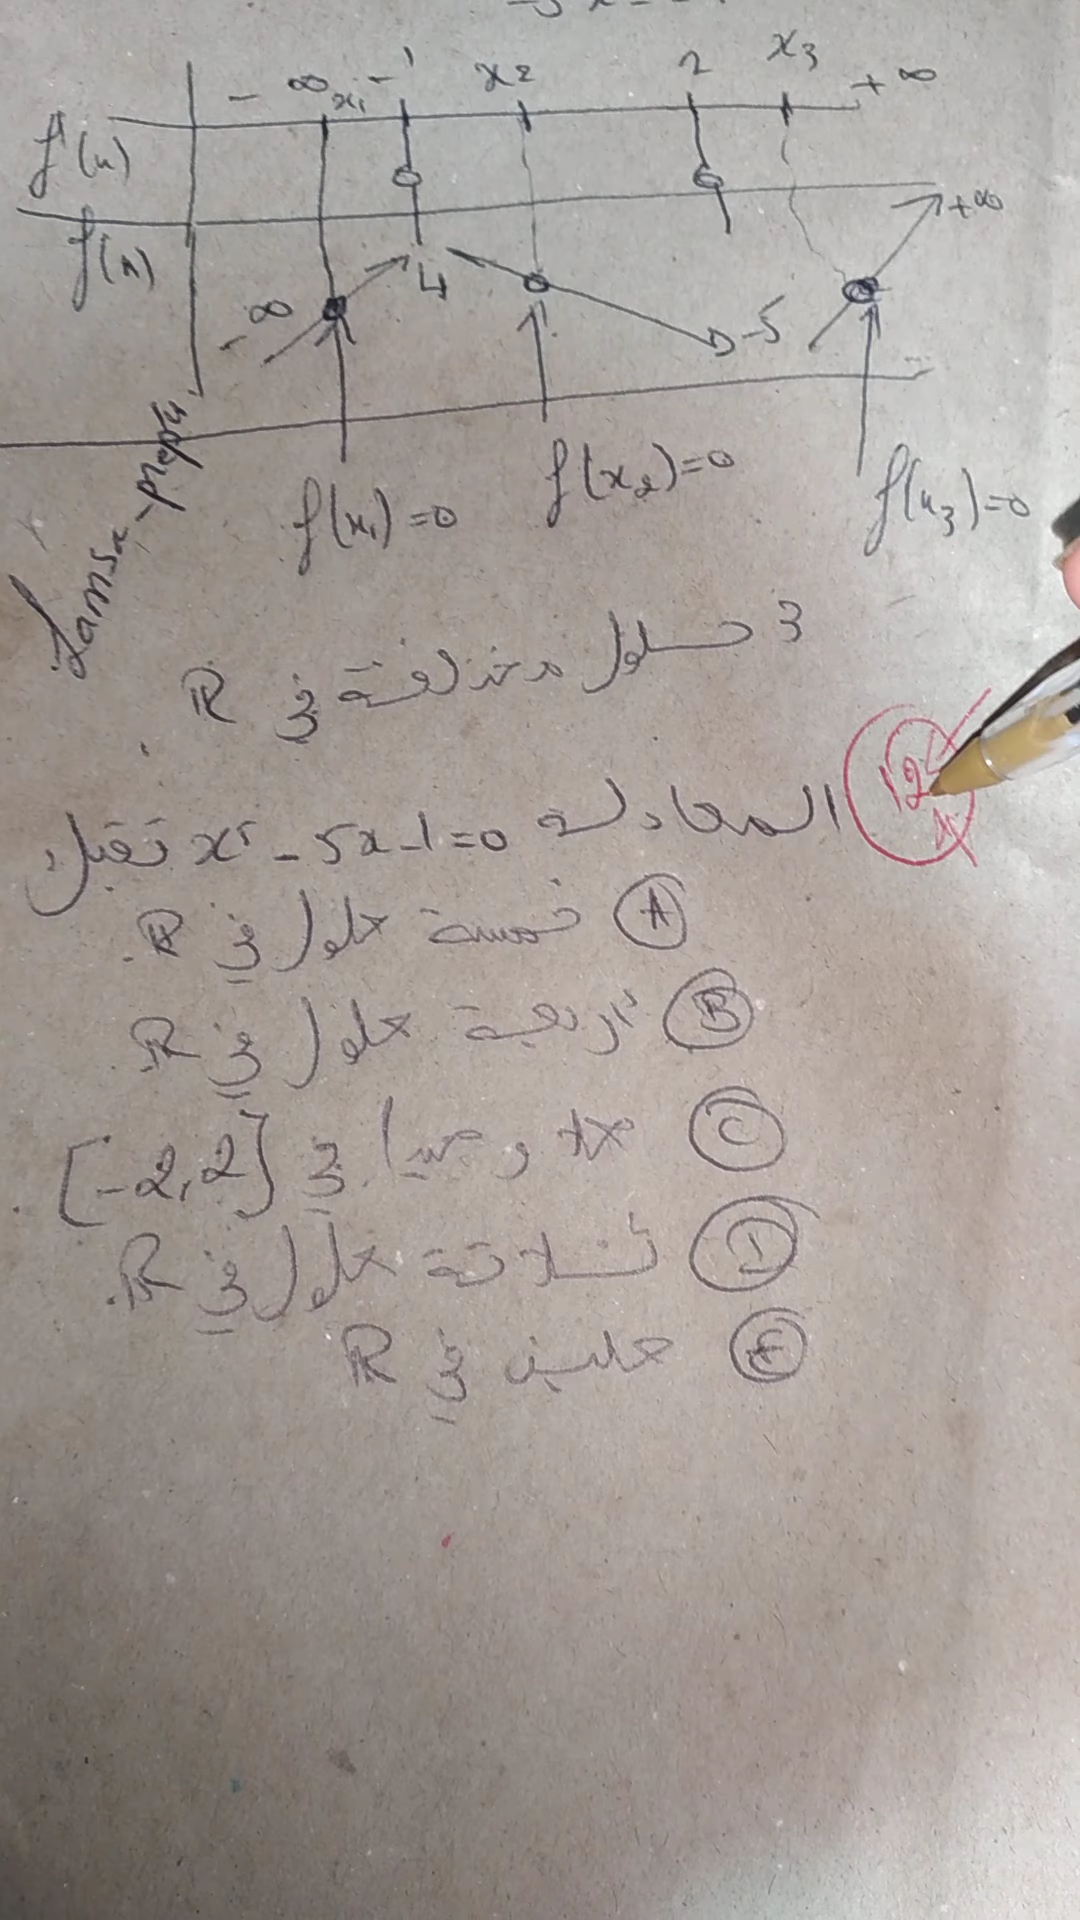 -∞ x₁ -1 x₂ 2 x₃ +∞
f'(x)
f(x) -∞ 4 -5 +∞
f(x₁)=0 f(x₂)=0 f(x₃)=0
Lamsa-prépa
3 حلول مختلفة في ℝ
12 المعادلة x⁵ - 5x - 1 = 0 تقبل:
A خمسة حلول في ℝ.
B أربعة حلول في ℝ.
C حلا وحيدا في [-2,2].
D ثلاثة حلول في ℝ.
E حلين في ℝ